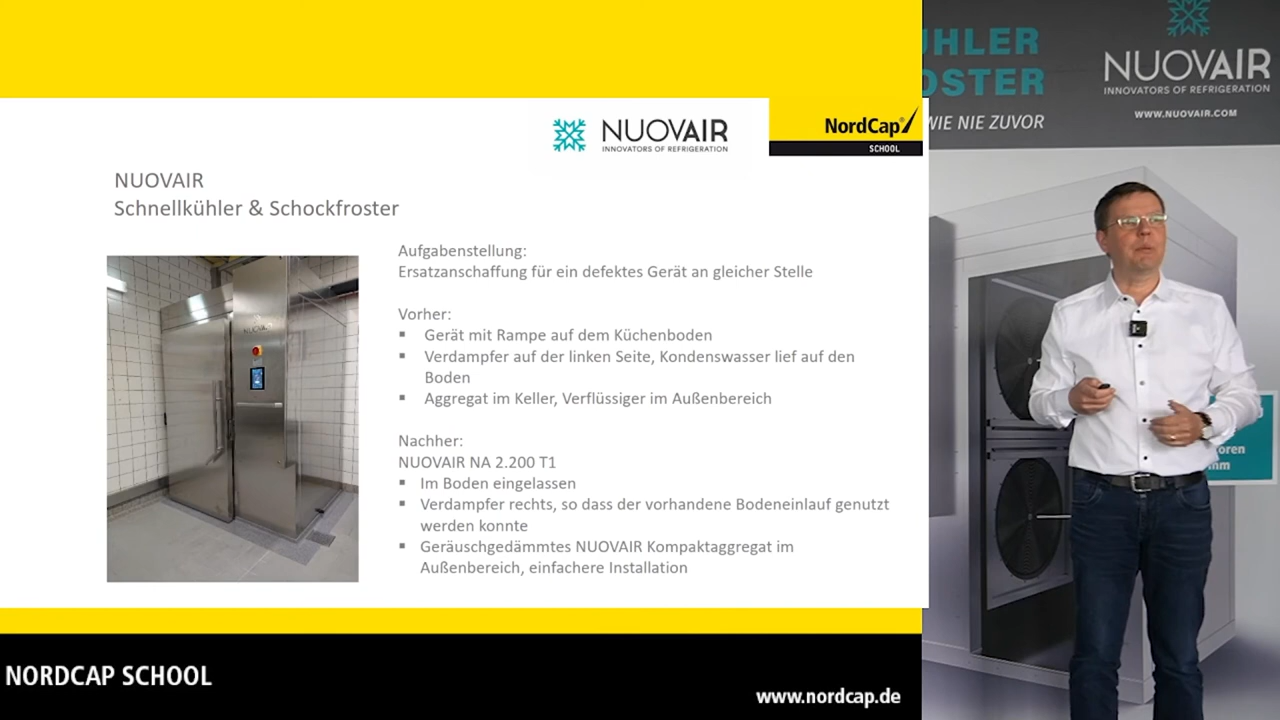 NUOVAIR
INNOVATORS OF REFRIGERATION
NordCap®
SCHOOL
NUOVAIR
Schnellkühler & Schockfroster
NUOVAIR
Aufgabenstellung:
Ersatzanschaffung für ein defektes Gerät an gleicher Stelle
Vorher:
▪ Gerät mit Rampe auf dem Küchenboden
▪ Verdampfer auf der linken Seite, Kondenswasser lief auf den
Boden
▪ Aggregat im Keller, Verflüssiger im Außenbereich
Nachher:
NUOVAIR NA 2.200 T1
▪ Im Boden eingelassen
▪ Verdampfer rechts, so dass der vorhandene Bodeneinlauf genutzt
werden konnte
▪ Geräuschgedämmtes NUOVAIR Kompaktaggregat im
Außenbereich, einfachere Installation
NORDCAP SCHOOL
www.nordcap.de
ÜHLER
OSTER
WIE NIE ZUVOR
NUOVAIR
INNOVATORS OF REFRIGERATION
WWW.NUOVAIR.COM
oren
mm